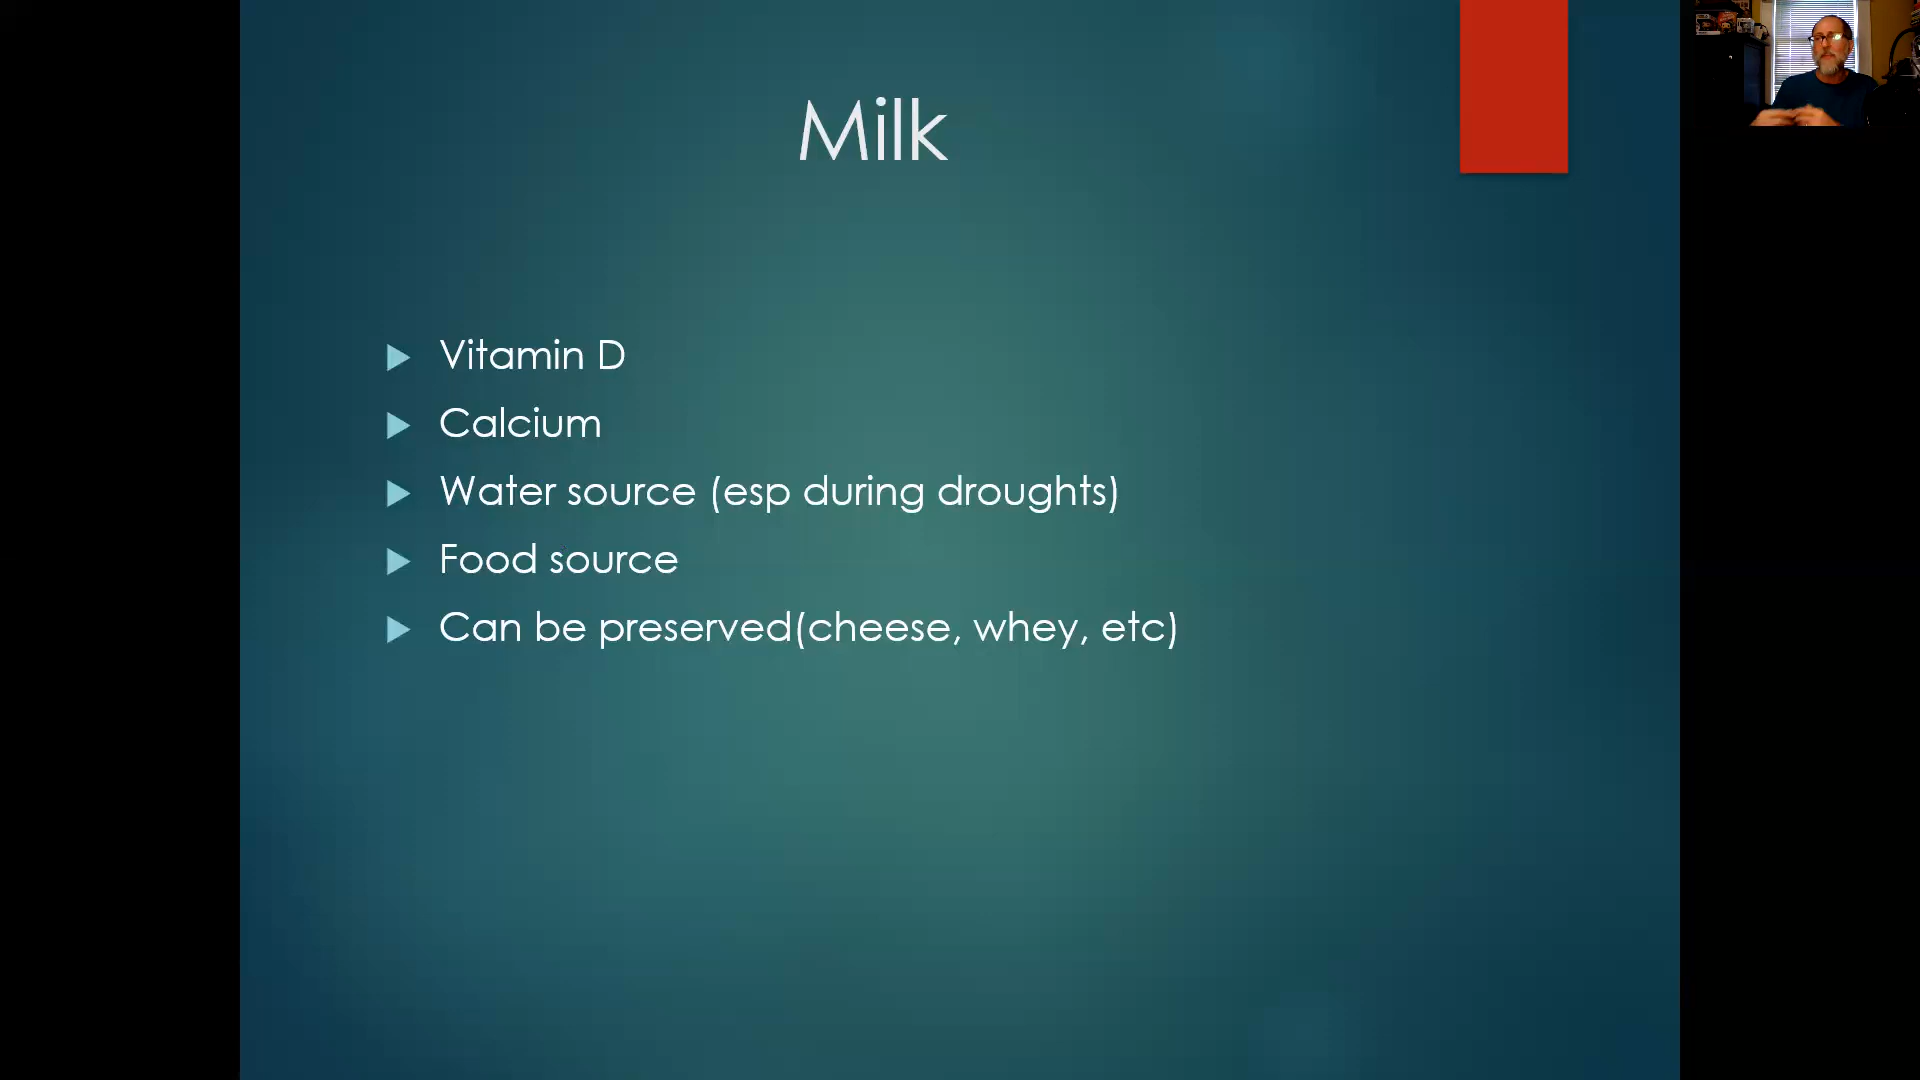 Milk
Vitamin D
Calcium
Water source (esp during droughts)
Food source
Can be preserved(cheese, whey, etc)